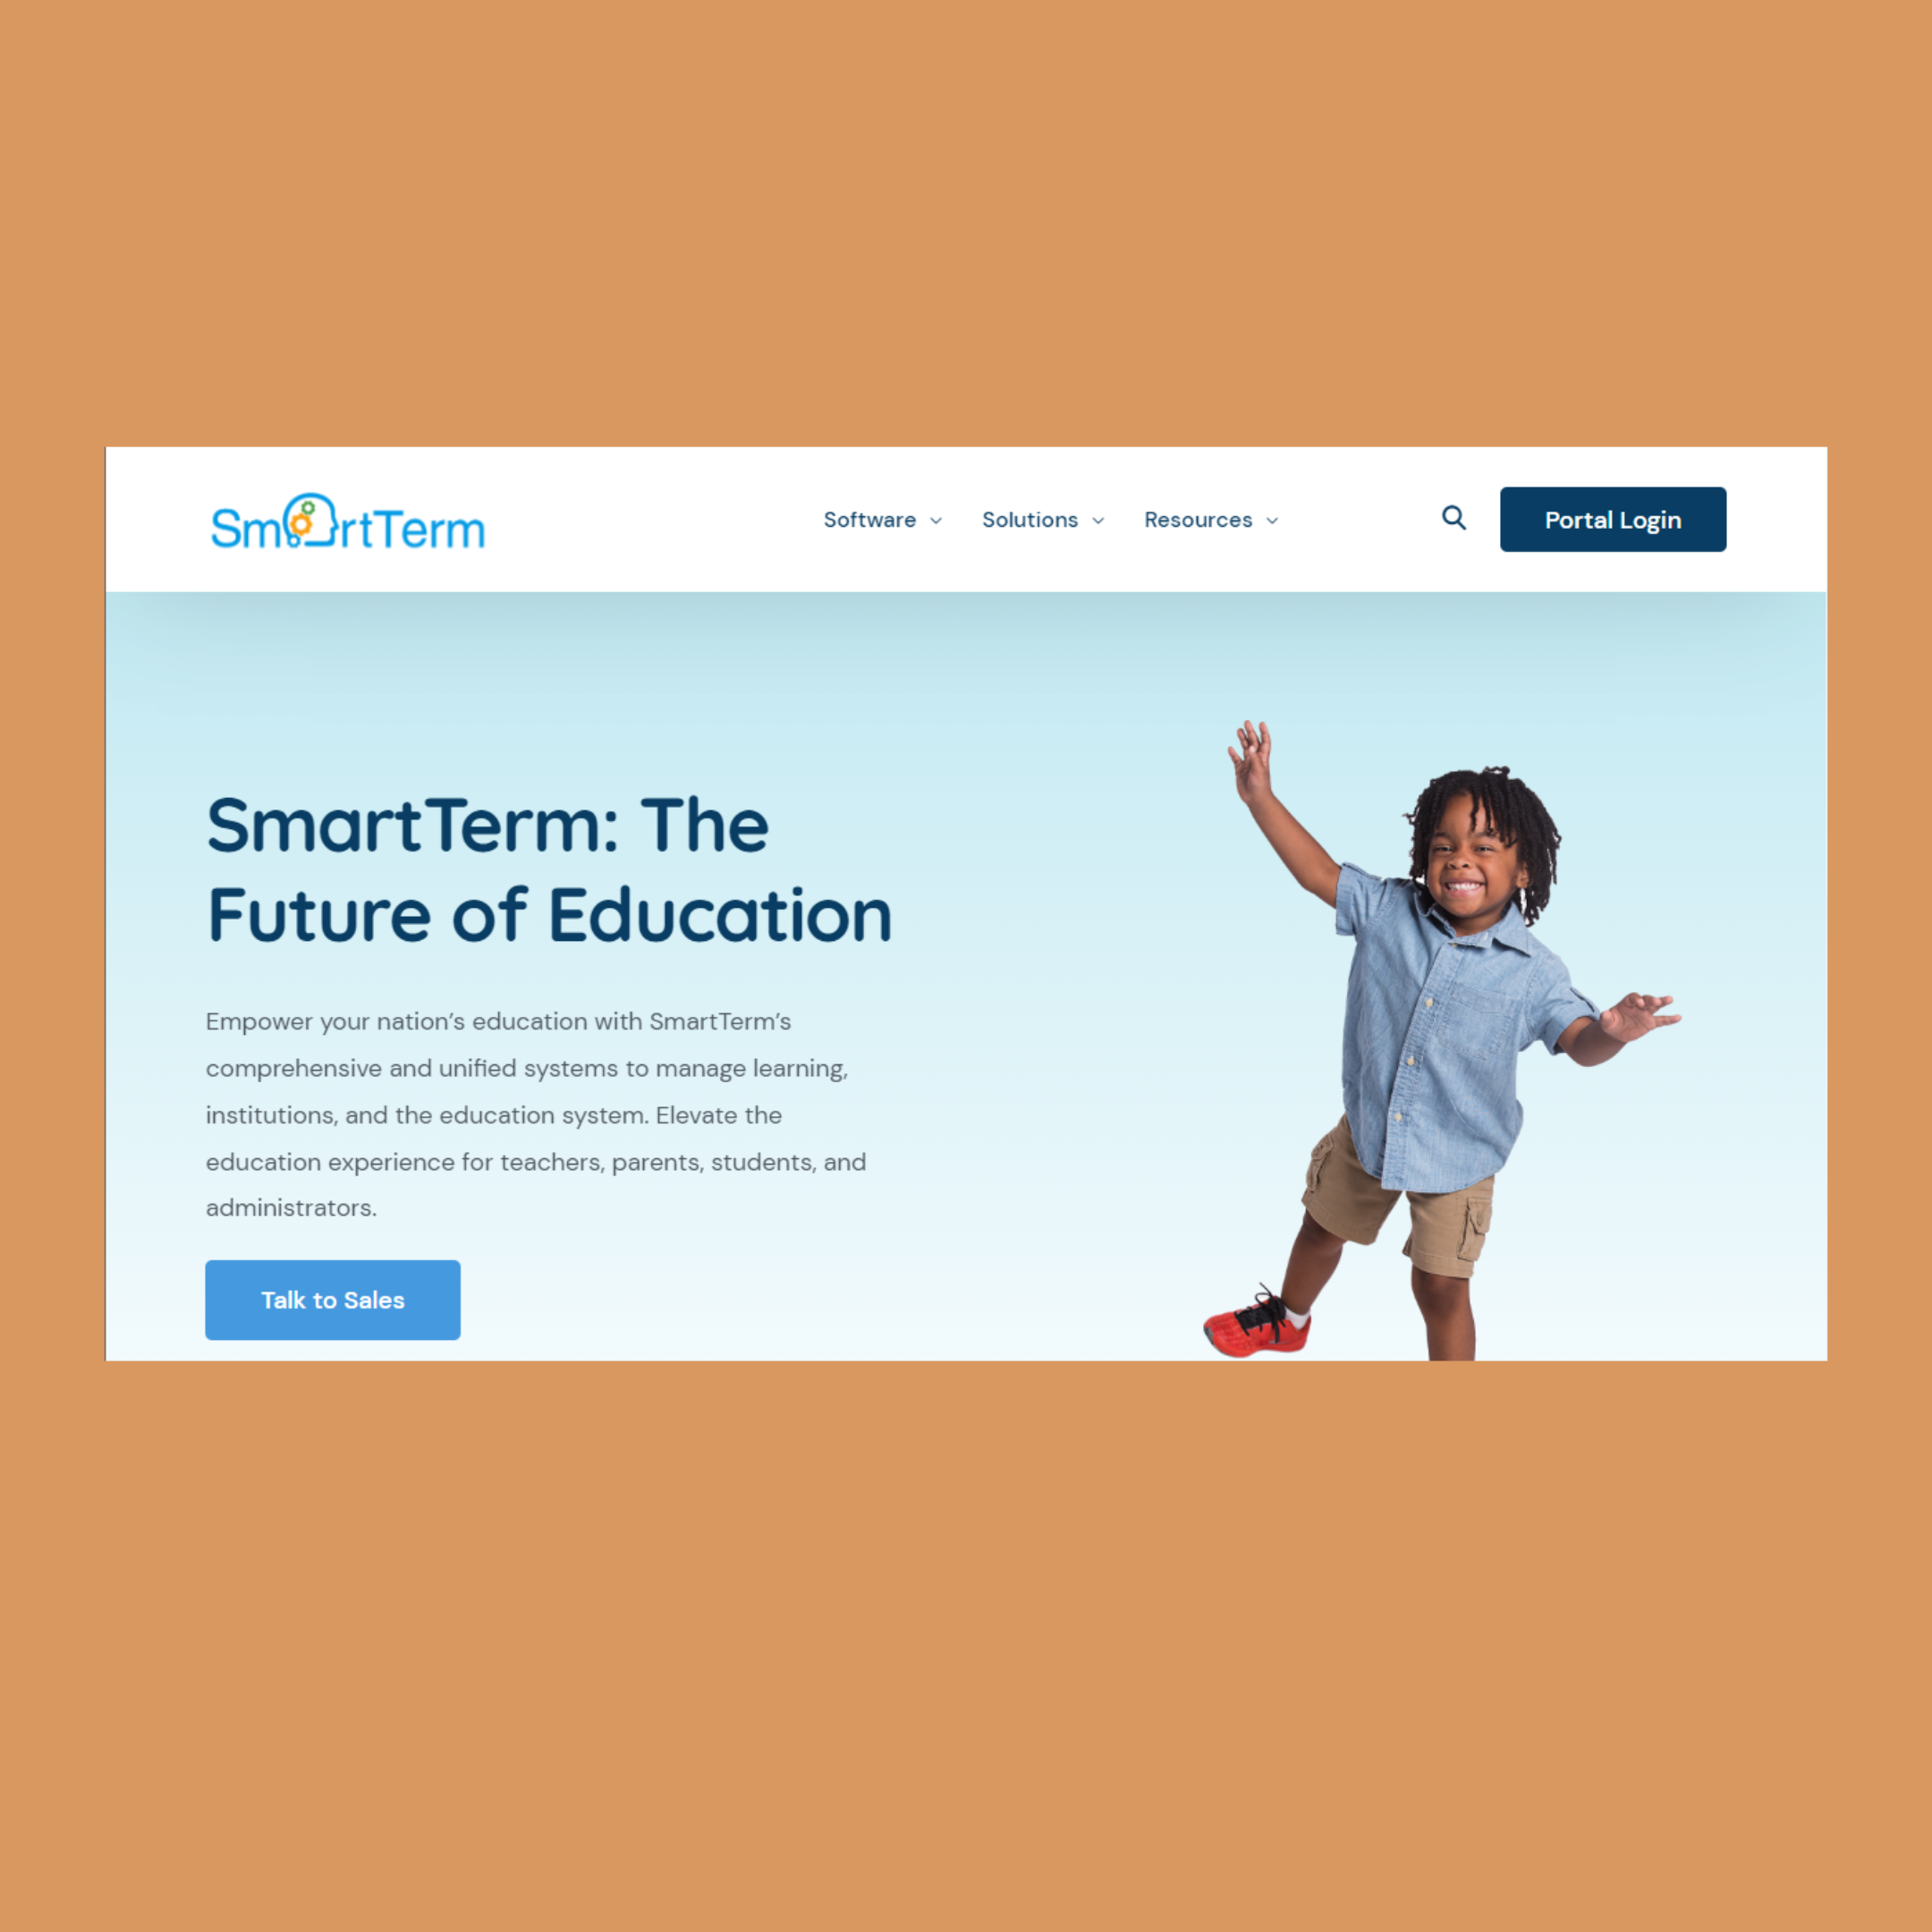 SmartTerm
Software
Solutions
Resources
Portal Login
SmartTerm: The
Future of Education
Empower your nation’s education with SmartTerm’s
comprehensive and unified systems to manage learning,
institutions, and the education system. Elevate the
education experience for teachers, parents, students, and
administrators.
Talk to Sales